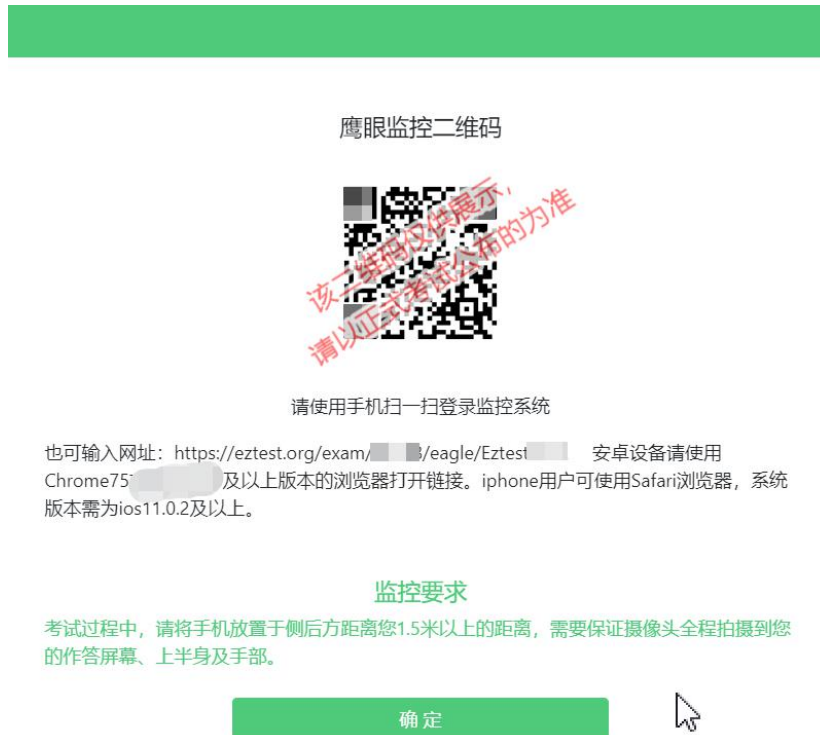 鹰眼监控二维码
该二维码仅供展示，
请以正式考试公布的为准
请使用手机扫一扫登录监控系统
也可输入网址：https://eztest.org/exam/ /eagle/Eztest 安卓设备请使用
Chrome75 及以上版本的浏览器打开链接。iphone用户可使用Safari浏览器，系统
版本需为ios11.0.2及以上。
监控要求
考试过程中，请将手机放置于侧后方距离您1.5米以上的距离，需要保证摄像头全程拍摄到您
的作答屏幕、上半身及手部。
确定